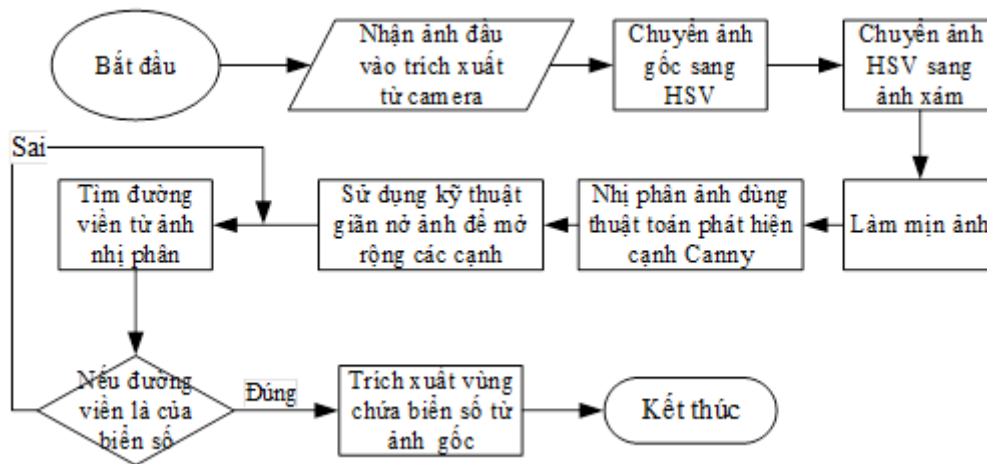 Bắt đầu
Nhận ảnh đầu
vào trích xuất
từ camera
Chuyển ảnh
gốc sang
HSV
Chuyển ảnh
HSV sang
ảnh xám
Làm mịn ảnh
Nhị phân ảnh dùng
thuật toán phát hiện
cạnh Canny
Sử dụng kỹ thuật
giãn nở ảnh để mở
rộng các cạnh
Sai
Tìm đường
viền từ ảnh
nhị phân
Nếu đường
viền là của
biển số
Đúng
Trích xuất vùng
chứa biển số từ
ảnh gốc
Kết thúc